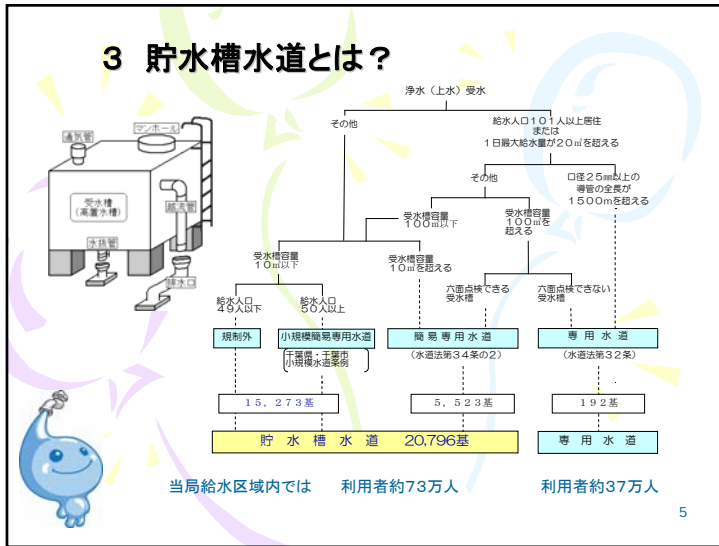 3 貯水槽水道とは？
浄水（上水）受水
その他
給水人口１０１人以上居住
または
１日最大給水量が２０㎥を超える
通気管
マンホール
受水槽
(高置水槽)
越流管
水抜管
排水口
その他
口径２５㎜以上の
導管の全長が
１５００ｍを超える
受水槽容量
100㎥以下
受水槽容量
１００㎥を
超える
受水槽容量
１０㎥以下
受水槽容量
１０㎥を超える
給水人口
４９人以下
給水人口
５０人以上
六面点検できる
受水槽
六面点検できない
受水槽
規制外
小規模簡易専用水道
簡易専用水道
専用水道
千葉県・千葉市
小規模水道条例
(水道法第３４条の２)
(水道法第３２条)
１５，２７３基
５，５２３基
１９２基
貯水槽水道 20,796基
専用水道
当局給水区域内では 利用者約７３万人 利用者約３７万人
5